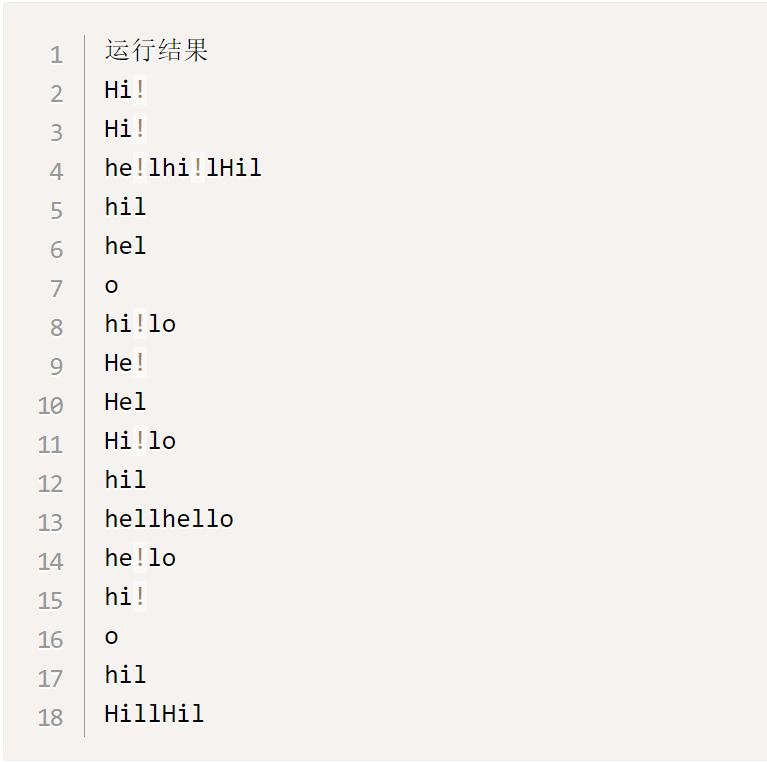 1 运行结果
2 Hi!
3 Hi!
4 he!lhi!lHil
5 hil
6 hel
7 o
8 hi!lo
9 He!
10 Hel
11 Hi!lo
12 hil
13 hellhello
14 he!lo
15 hi!
16 o
17 hil
18 HillHil